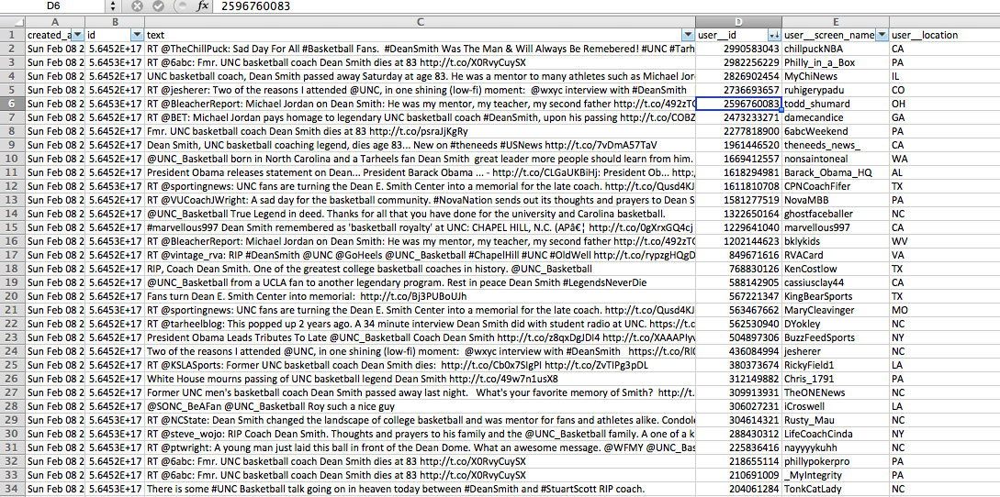 D6 fx 2596760083
A B C D E F
1 created_a id text user__id user__screen_name user__location
2 Sun Feb 08 2 5.6452E+17 RT @TheChillPuck: Sad Day For All #Basketball Fans. #DeanSmith Was The Man & Will Always Be Remebered! #UNC #Tarh 2990583043 chillpuckNBA CA
3 Sun Feb 08 2 5.6453E+17 RT @6abc: Fmr. UNC basketball coach Dean Smith dies at 83 http://t.co/X0RvyCuySX 2982256229 Philly_in_a_Box PA
4 Sun Feb 08 2 5.6452E+17 UNC basketball coach, Dean Smith passed away Saturday at age 83. He was a mentor to many athletes such as Michael Jor 2826902454 MyChiNews IL
5 Sun Feb 08 2 5.6453E+17 RT @jesherer: Two of the reasons I attended @UNC, in one shining (low-fi) moment: @wxyc interview with #DeanSmith 2736693657 ruhigerypadu CO
6 Sun Feb 08 2 5.6452E+17 RT @BleacherReport: Michael Jordan on Dean Smith: He was my mentor, my teacher, my second father http://t.co/492zTC 2596760083 todd_shumard OH
7 Sun Feb 08 2 5.6452E+17 RT @BET: Michael Jordan pays homage to legendary UNC basketball coach #DeanSmith, upon his passing http://t.co/COBZ 2473233271 damecandice GA
8 Sun Feb 08 2 5.6452E+17 Fmr. UNC basketball coach Dean Smith dies at 83 http://t.co/psraJjKgRy 2277818900 6abcWeekend PA
9 Sun Feb 08 2 5.6452E+17 Dean Smith, UNC basketball coaching legend, dies age 83... New on #theneeds #USNews http://t.co/7vDmA57TaV 1961446520 theneeds_news_ CA
10 Sun Feb 08 2 5.6452E+17 @UNC_Basketball born in North Carolina and a Tarheels fan Dean Smith great leader more people should learn from him. 1669412557 nonsaintoneal WA
11 Sun Feb 08 2 5.6452E+17 President Obama releases statement on Dean... President Barack Obama ... - http://t.co/CLGaUKBiHj: President Ob... http 1618294981 Barack_Obama_HQ AL
12 Sun Feb 08 2 5.6452E+17 RT @sportingnews: UNC fans are turning the Dean E. Smith Center into a memorial for the late coach. http://t.co/Qusd4KJ 1611810708 CPNCoachFifer TX
13 Sun Feb 08 2 5.6452E+17 RT @VUCoachJWright: A sad day for the basketball community. #NovaNation sends out its thoughts and prayers to Dean S 1581277519 NovaMBB PA
14 Sun Feb 08 2 5.6452E+17 @UNC_Basketball True Legend in deed. Thanks for all that you have done for the university and Carolina basketball. 1322650164 ghostfaceballer NC
15 Sun Feb 08 2 5.6452E+17 #marvellous997 Dean Smith remembered as 'basketball royalty' at UNC: CHAPEL HILL, N.C. (APâ€¦ http://t.co/0gXrxGQ4cj 1229641040 marvellous997 CA
16 Sun Feb 08 2 5.6452E+17 RT @BleacherReport: Michael Jordan on Dean Smith: He was my mentor, my teacher, my second father http://t.co/492zTC 1202144623 bklykids WV
17 Sun Feb 08 2 5.6452E+17 RT @vintage_rva: RIP #DeanSmith @UNC @GoHeels @UNC_Basketball #ChapelHill #UNC #OldWell http://t.co/rypzgHQgD 849671616 RVACard VA
18 Sun Feb 08 2 5.6452E+17 RIP, Coach Dean Smith. One of the greatest college basketball coaches in history. @UNC_Basketball 768830126 KenCostlow TX
19 Sun Feb 08 2 5.6452E+17 @UNC_Basketball from a UCLA fan to another legendary program. Rest in peace Dean Smith #LegendsNeverDie 588142905 cassiusclay44 CA
20 Sun Feb 08 2 5.6452E+17 Fans turn Dean E. Smith Center into memorial: http://t.co/Bj3PUBoUJh 567221347 KingBearSports TX
21 Sun Feb 08 2 5.6452E+17 RT @sportingnews: UNC fans are turning the Dean E. Smith Center into a memorial for the late coach. http://t.co/Qusd4KJ 563467662 MaryCleavinger MO
22 Sun Feb 08 2 5.6452E+17 RT @tarheelblog: This popped up 2 years ago. A 34 minute interview Dean Smith did with student radio at UNC. https://t.c 562530940 DYokley NC
23 Sun Feb 08 2 5.6453E+17 President Obama Leads Tributes To Late @UNC_Basketball Coach Dean Smith http://t.co/z8qxDgJDI4 http://t.co/XAAAPIyv 504897306 BuzzFeedSports NY
24 Sun Feb 08 2 5.6453E+17 Two of the reasons I attended @UNC, in one shining (low-fi) moment: @wxyc interview with #DeanSmith https://t.co/RI( 436084994 jesherer NC
25 Sun Feb 08 2 5.6452E+17 RT @KSLASports: Former UNC basketball coach Dean Smith dies: http://t.co/Cb0x7SlgPI http://t.co/ZvTIPg3pDL 380373674 RickyField1 LA
26 Sun Feb 08 2 5.6452E+17 White House mourns passing of UNC basketball legend Dean Smith http://t.co/49w7n1usX8 312149882 Chris_1791 PA
27 Sun Feb 08 2 5.6452E+17 Former UNC men's basketball coach Dean Smith passed away last night. What's your favorite memory of Smith? http://t. 309913931 TheONENews NC
28 Sun Feb 08 2 5.6452E+17 @SONC_BeAFan @UNC_Basketball Roy such a nice guy 306027231 iCroswell LA
29 Sun Feb 08 2 5.6452E+17 RT @NCState: Dean Smith changed the landscape of college basketball and was mentor for fans and athletes alike. Condol 304614321 Rusty_Mau NC
30 Sun Feb 08 2 5.6453E+17 RT @steve_wojo: RIP Coach Dean Smith. Thoughts and prayers to his family and the @UNC_Basketball family. A one of a k 288430312 LifeCoachCinda NY
31 Sun Feb 08 2 5.6453E+17 RT @ptwright: A young man just laid this ball in front of the Dean Dome. What an awesome message. @WFMY @UNC_Bas 225836416 nayyyykuhh NC
32 Sun Feb 08 2 5.6452E+17 RT @6abc: Fmr. UNC basketball coach Dean Smith dies at 83 http://t.co/X0RvyCuySX 218655114 phillypokerpro PA
33 Sun Feb 08 2 5.6452E+17 RT @6abc: Fmr. UNC basketball coach Dean Smith dies at 83 http://t.co/X0RvyCuySX 210691009 _MyIntegrity PA
34 Sun Feb 08 2 5.6453E+17 There is some #UNC Basketball talk going on in heaven today between #DeanSmith and #StuartScott RIP coach. 204061284 TonkCatLady NC